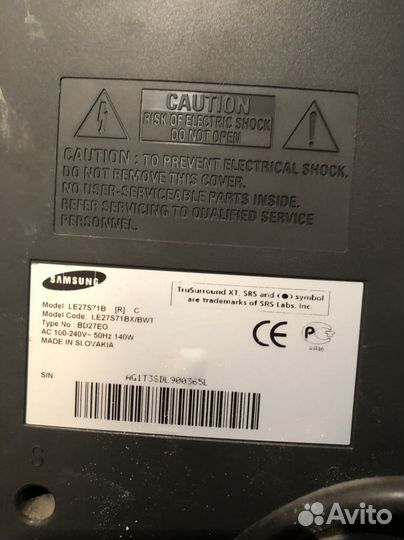 CAUTION
RISK OF ELECTRIC SHOCK
DO NOT OPEN
CAUTION : TO PREVENT ELECTRICAL SHOCK,
DO NOT REMOVE THIS COVER.
NO USER-SERVICEABLE PARTS INSIDE.
REFER SERVICING TO QUALIFIED SERVICE
PERSONNEL.
SAMSUNG
TruSurround XT, SRS and (●) symbol
are trademarks of SRS Labs, Inc.
Model: LE27S71B [R] C
Model Code: LE27S71BX/BWT
Type No: BD27EO
AC 100-240V~ 50Hz 140W
MADE IN SLOVAKIA
CE
S/N
AG1T3SDL900365L
S
Avito